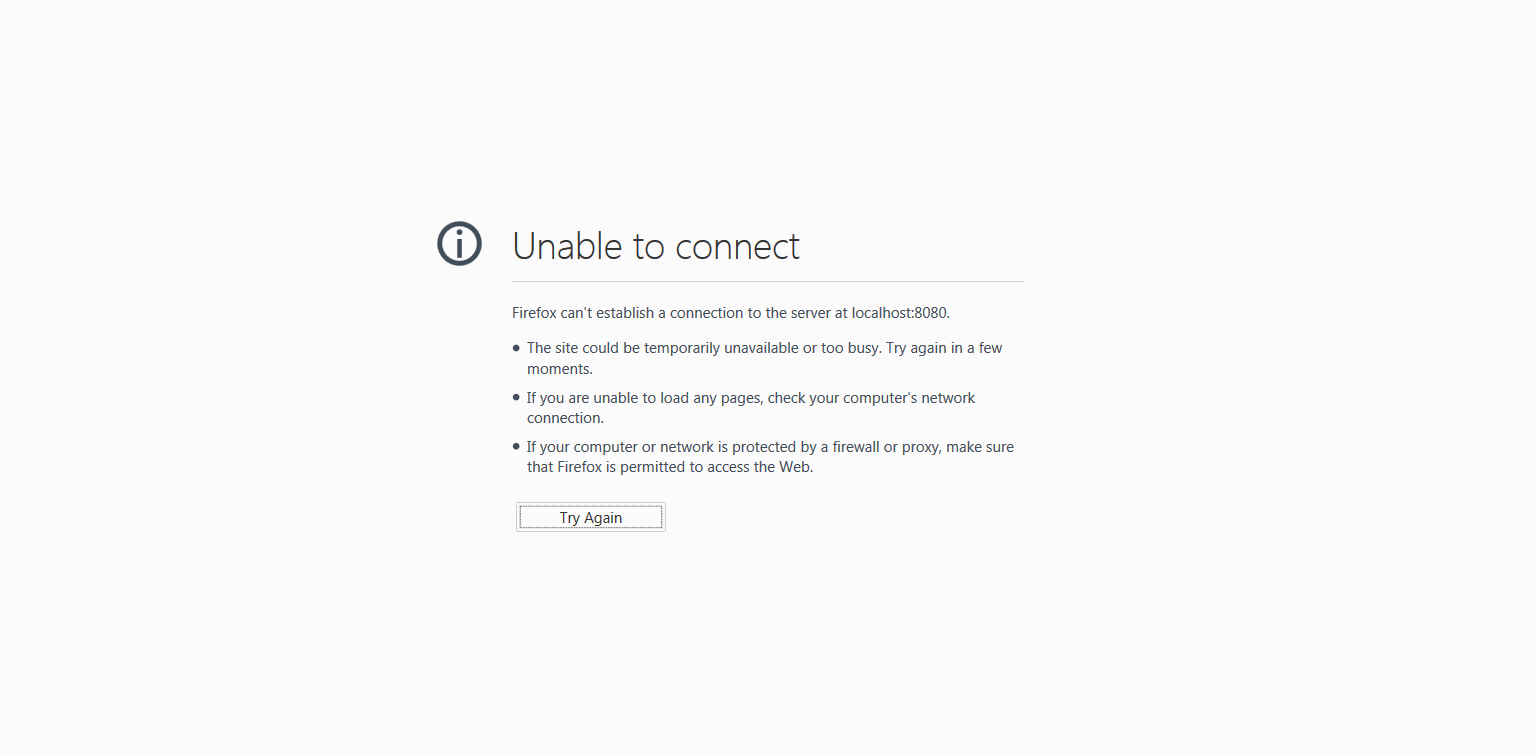 Unable to connect
Firefox can't establish a connection to the server at localhost:8080.
The site could be temporarily unavailable or too busy. Try again in a few
moments.
If you are unable to load any pages, check your computer's network
connection.
If your computer or network is protected by a firewall or proxy, make sure
that Firefox is permitted to access the Web.
Try Again